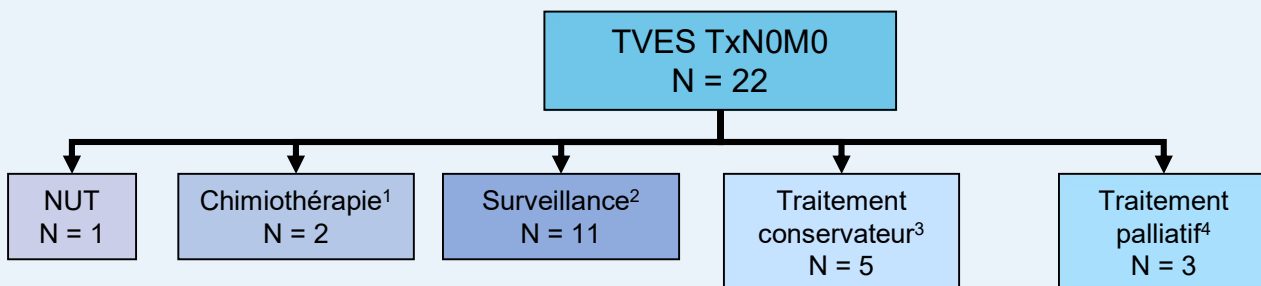 TVES TxN0M0
N = 22
NUT
N = 1
Chimiothérapie¹
N = 2
Surveillance²
N = 11
Traitement
conservateur³
N = 5
Traitement
palliatif⁴
N = 3